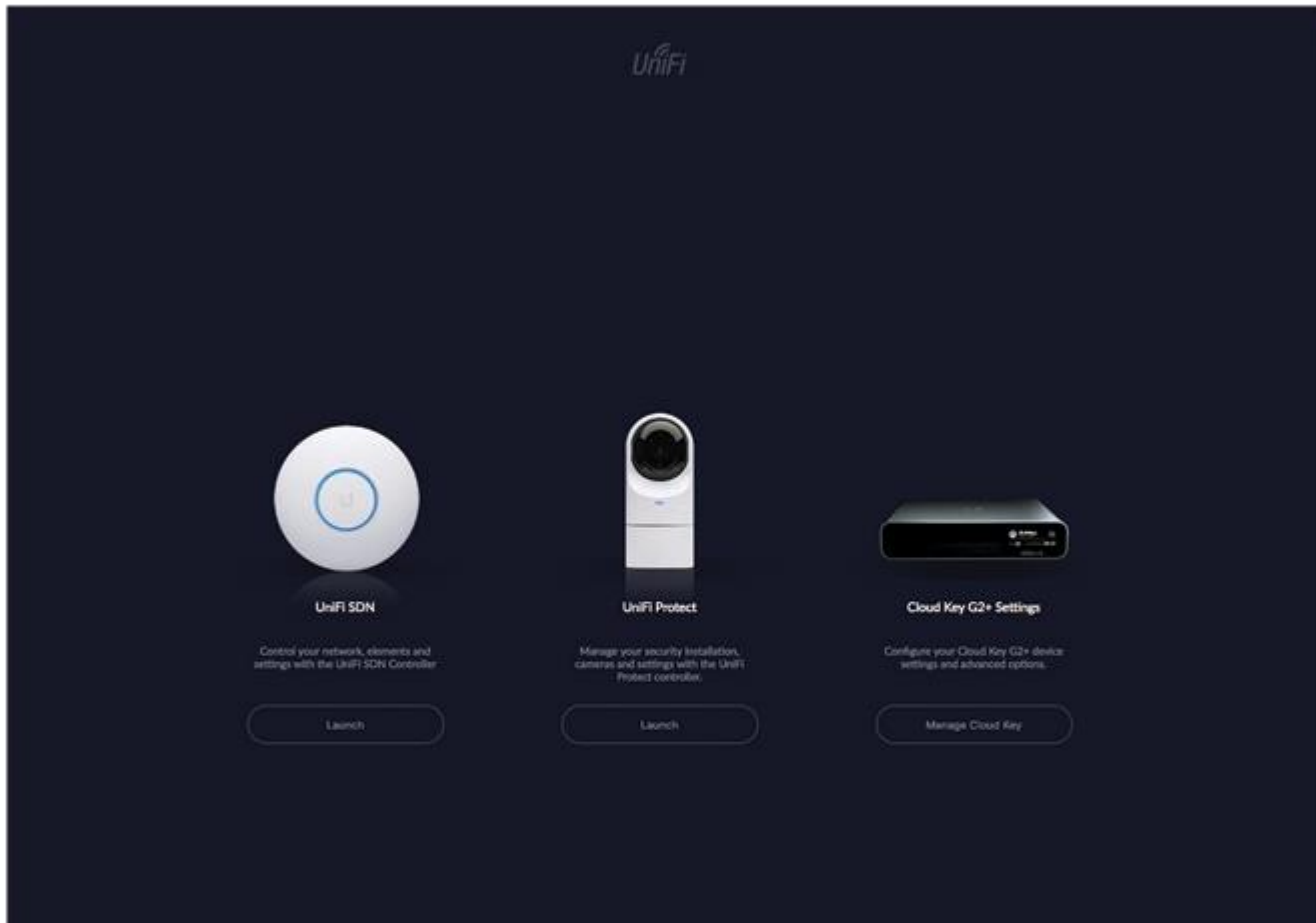 UniFi
UniFi SDN
Control your network, elements and
settings with the UniFi SDN Controller
Launch
UniFi Protect
Manage your security installation,
cameras and settings with the UniFi
Protect controller.
Launch
Cloud Key G2+ Settings
Configure your Cloud Key G2+ device
settings and advanced options.
Manage Cloud Key